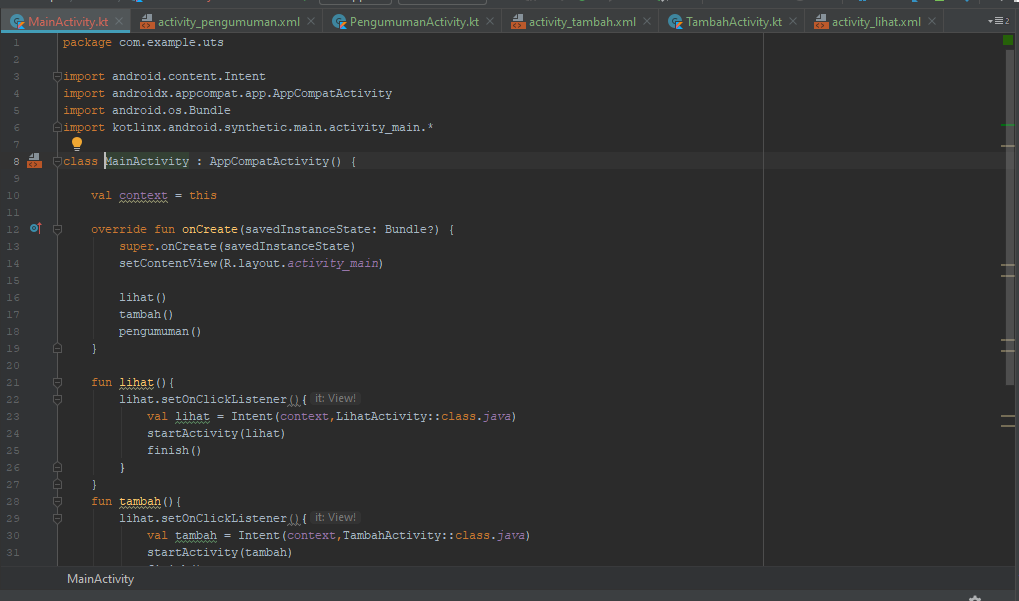 MainActivity.kt activity_pengumuman.xml PengumumanActivity.kt activity_tambah.xml TambahActivity.kt activity_lihat.xml 2
1 package com.example.uts
2
3 import android.content.Intent
4 import androidx.appcompat.app.AppCompatActivity
5 import android.os.Bundle
6 import kotlinx.android.synthetic.main.activity_main.*
7
8 class MainActivity : AppCompatActivity() {
9
10 val context = this
11
12 override fun onCreate(savedInstanceState: Bundle?) {
13 super.onCreate(savedInstanceState)
14 setContentView(R.layout.activity_main)
15
16 lihat()
17 tambah()
18 pengumuman()
19 }
20
21 fun lihat(){
22 lihat.setOnClickListener(){ it: View!
23 val lihat = Intent(context,LihatActivity::class.java)
24 startActivity(lihat)
25 finish()
26 }
27 }
28 fun tambah(){
29 lihat.setOnClickListener(){ it: View!
30 val tambah = Intent(context,TambahActivity::class.java)
31 startActivity(tambah)
MainActivity